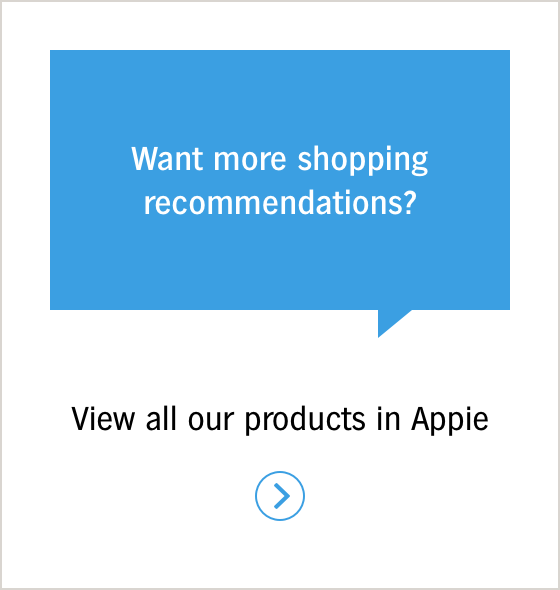 Want more shopping
recommendations?
View all our products in Appie